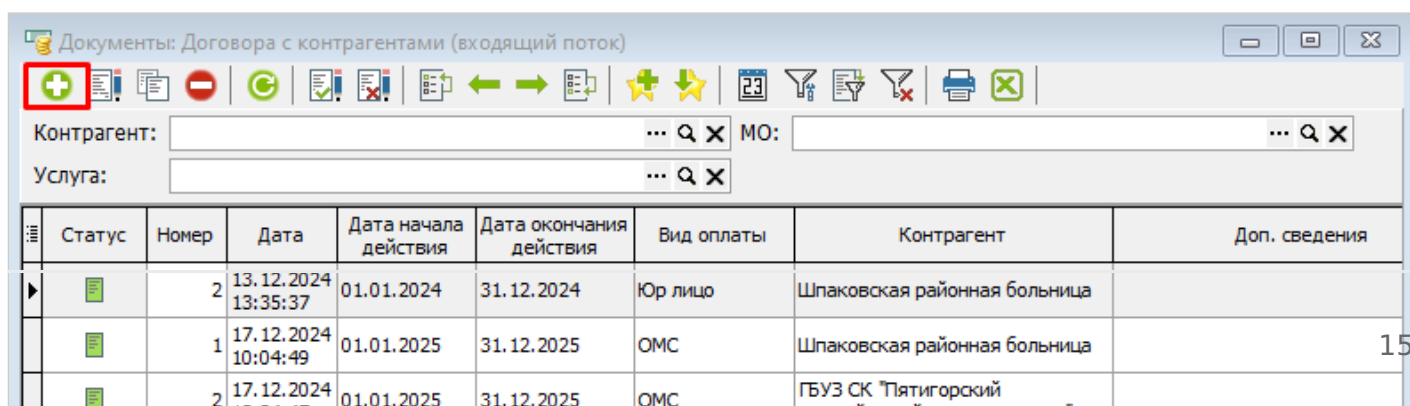 Документы: Договора с контрагентами (входящий поток)
23
Контрагент: ... МО: ...
Услуга: ...
Статус Номер Дата Дата начала действия Дата окончания действия Вид оплаты Контрагент Доп. сведения
2 13.12.2024 13:35:37 01.01.2024 31.12.2024 Юр лицо Шпаковская районная больница
1 17.12.2024 10:04:49 01.01.2025 31.12.2025 ОМС Шпаковская районная больница
15
2 17.12.2024 01.01.2025 31.12.2025 ОМС ГБУЗ СК "Пятигорский